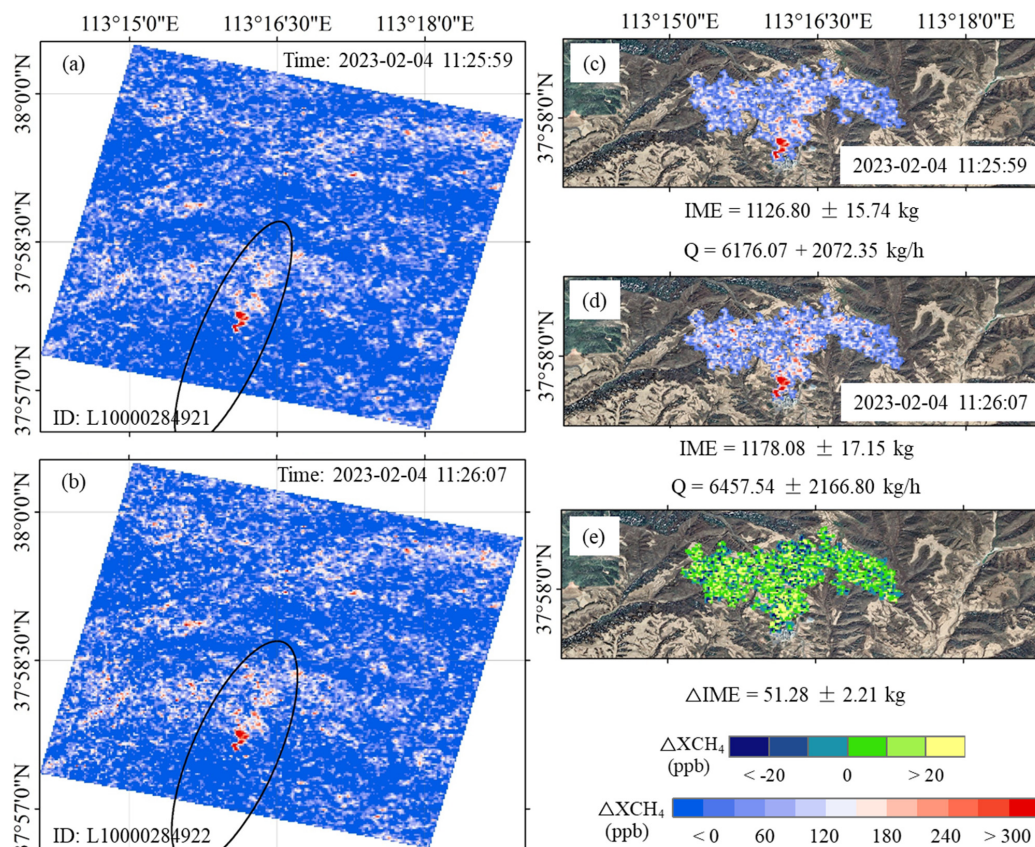 113°15'0"E 113°16'30"E 113°18'0"E
(a)
Time: 2023-02-04 11:25:59
38°0'0"N
37°58'30"N
37°57'0"N
ID: L10000284921
(b)
Time: 2023-02-04 11:26:07
38°0'0"N
37°58'30"N
37°57'0"N
ID: L10000284922
113°15'0"E 113°16'30"E 113°18'0"E
(c)
37°58'0"N
2023-02-04 11:25:59
IME = 1126.80 ± 15.74 kg
Q = 6176.07 + 2072.35 kg/h
(d)
37°58'0"N
2023-02-04 11:26:07
IME = 1178.08 ± 17.15 kg
Q = 6457.54 ± 2166.80 kg/h
(e)
37°58'0"N
△IME = 51.28 ± 2.21 kg
△XCH₄
(ppb)
< -20 0 > 20
△XCH₄
(ppb)
< 0 60 120 180 240 > 300